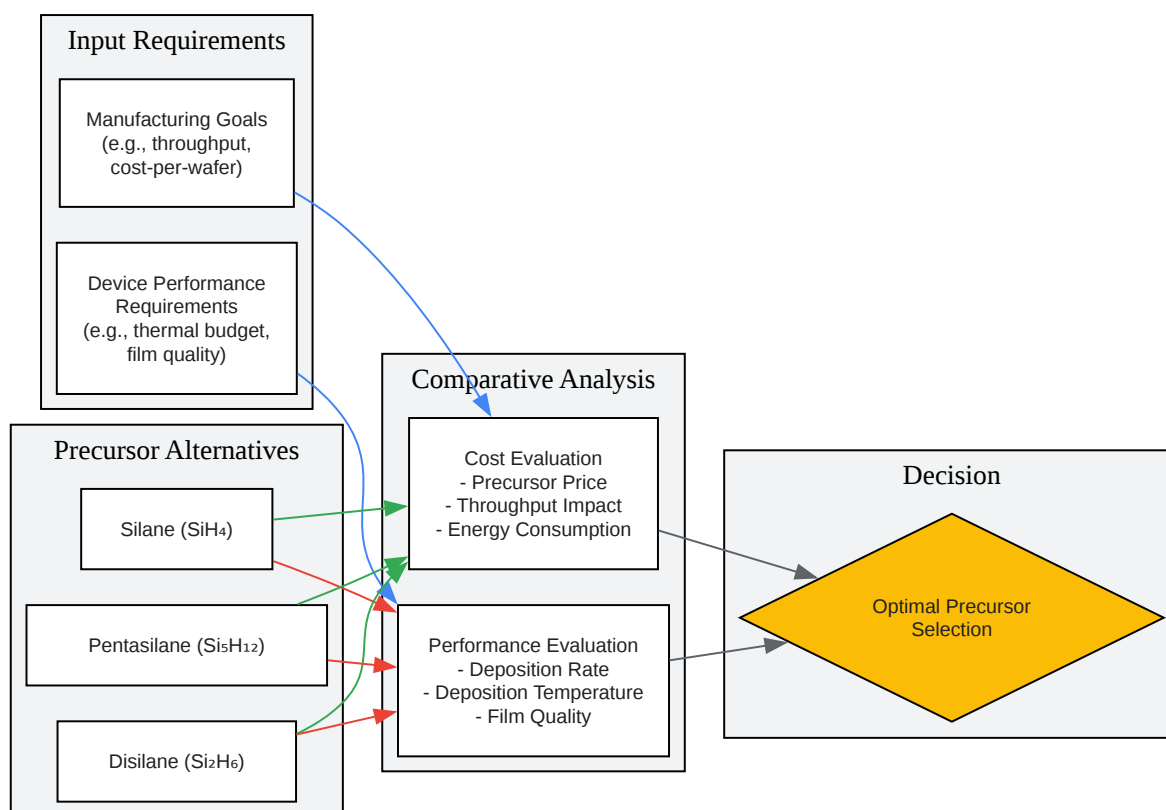 Input Requirements
Manufacturing Goals
(e.g., throughput,
cost-per-wafer)
Device Performance
Requirements
(e.g., thermal budget,
film quality)
Precursor Alternatives
Silane (SiH₄)
Pentasilane (Si₅H₁₂)
Disilane (Si₂H₆)
Comparative Analysis
Cost Evaluation
- Precursor Price
- Throughput Impact
- Energy Consumption
Performance Evaluation
- Deposition Rate
- Deposition Temperature
- Film Quality
Decision
Optimal Precursor
Selection